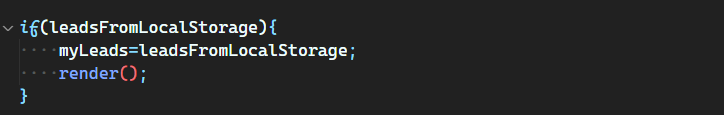 if(leadsFromLocalStorage){
    myLeads=leadsFromLocalStorage;
    render();
}